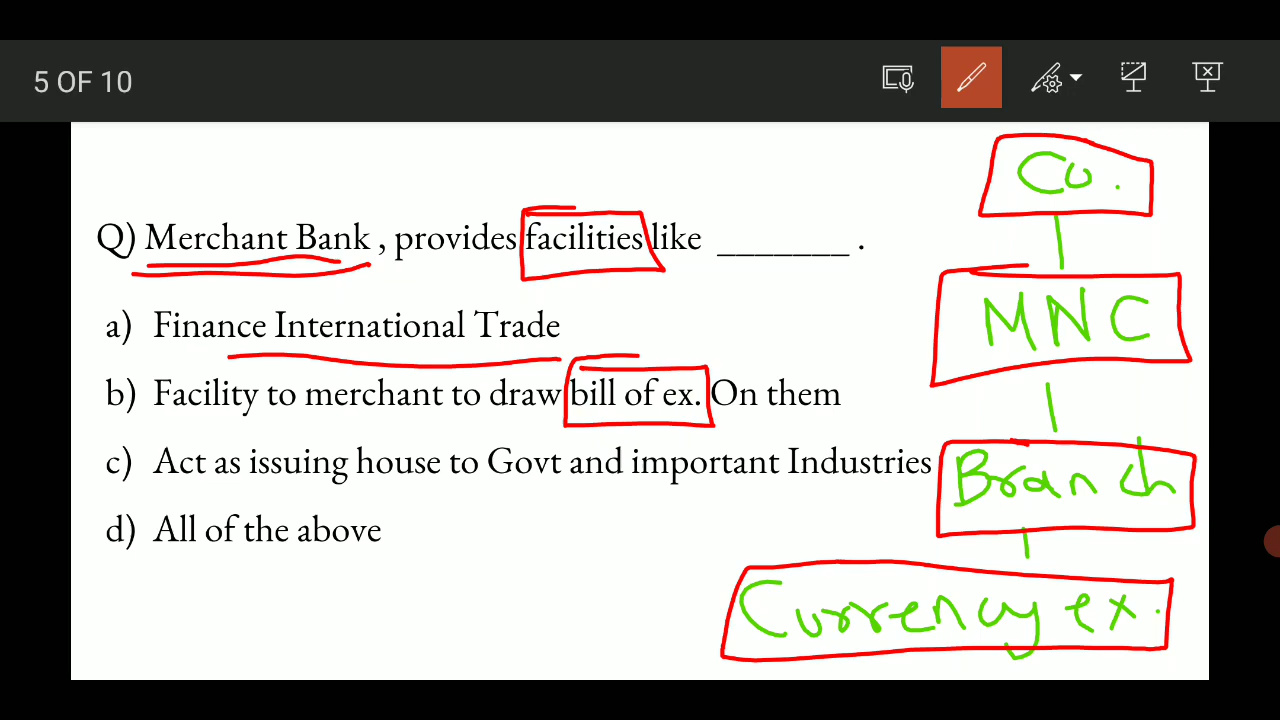 5 OF 10
Co.
Q) Merchant Bank , provides facilities like _______ .
MNC
a) Finance International Trade
b) Facility to merchant to draw bill of ex. On them
c) Act as issuing house to Govt and important Industries
Branch
d) All of the above
Currency ex.